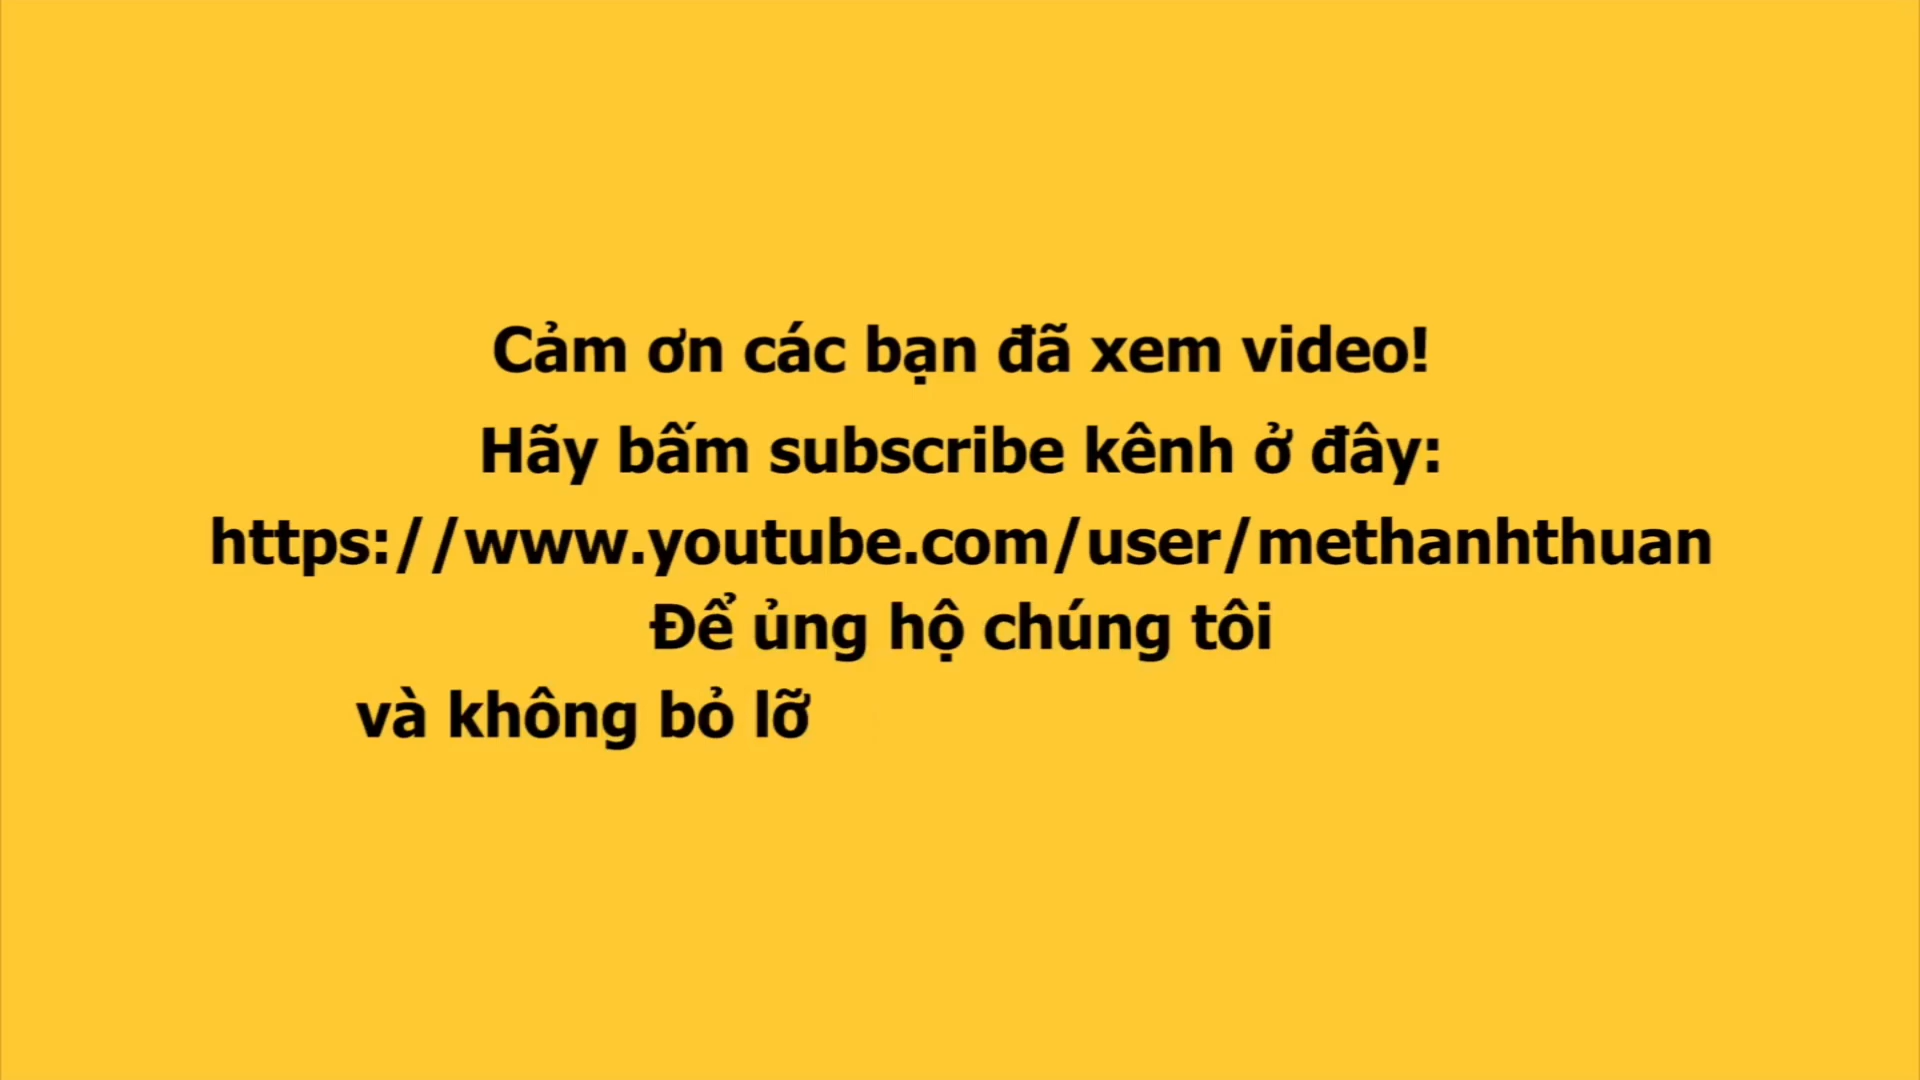 Cảm ơn các bạn đã xem video!
Hãy bấm subscribe kênh ở đây:
https://www.youtube.com/user/methanhthuan
Để ủng hộ chúng tôi
và không bỏ lỡ